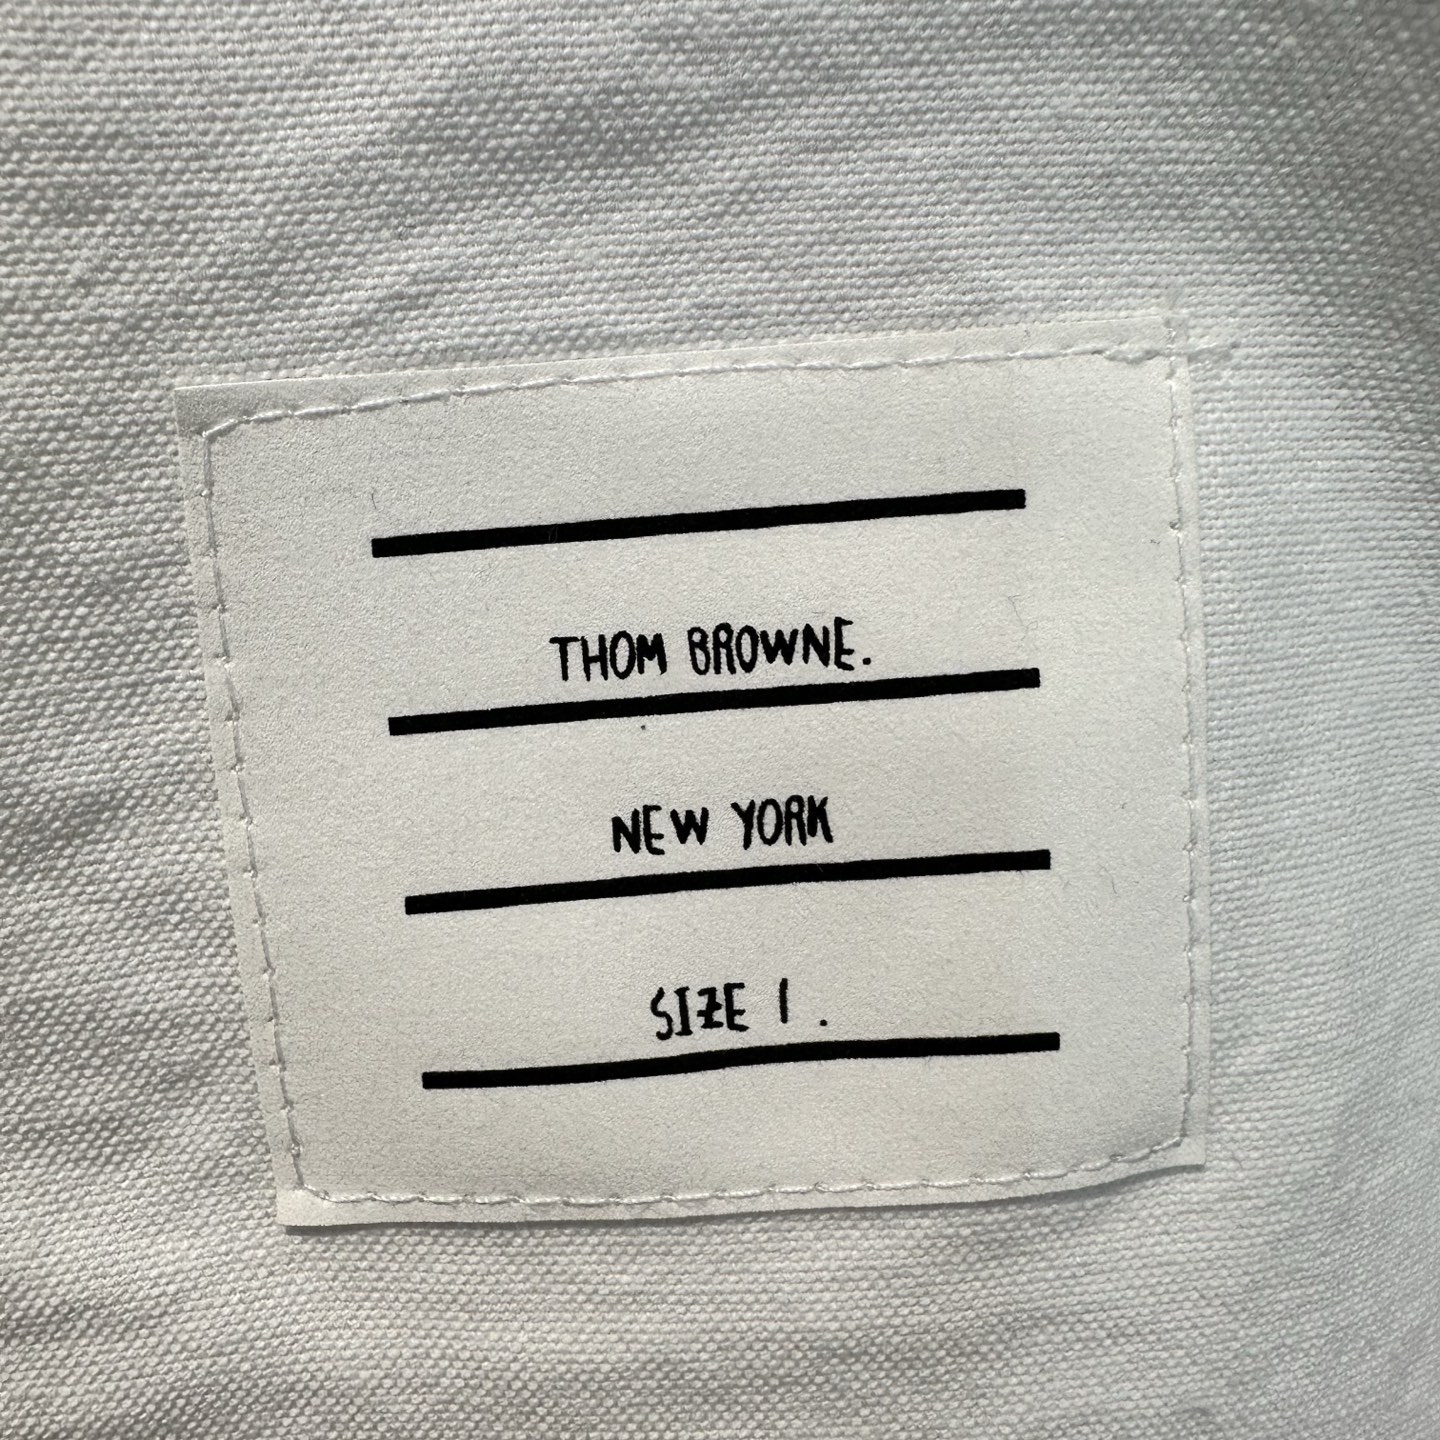 THOM BROWNE.
NEW YORK
SIZE 1 .